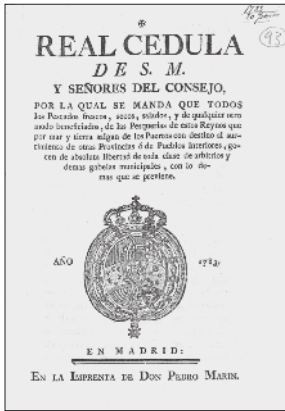 REAL CEDULA
DE S. M.
Y SEÑORES DEL CONSEJO,
POR LA QUAL SE MANDA QUE TODOS
los Pescados frescos, secos, salados, y de qualquier otro
modo beneficiados, de las Pesquerías de estos Reynos que
por mar y tierra salgan de los Puertos con destino al sur-
timiento de otras Provincias ó de Pueblos interiores, go-
cen de absoluta libertad de toda clase de arbitrios y
demas gabelas municipales, con lo de-
mas que se previene.
AÑO 1783.
EN MADRID:
EN LA IMPRENTA DE DON PEDRO MARIN.
93